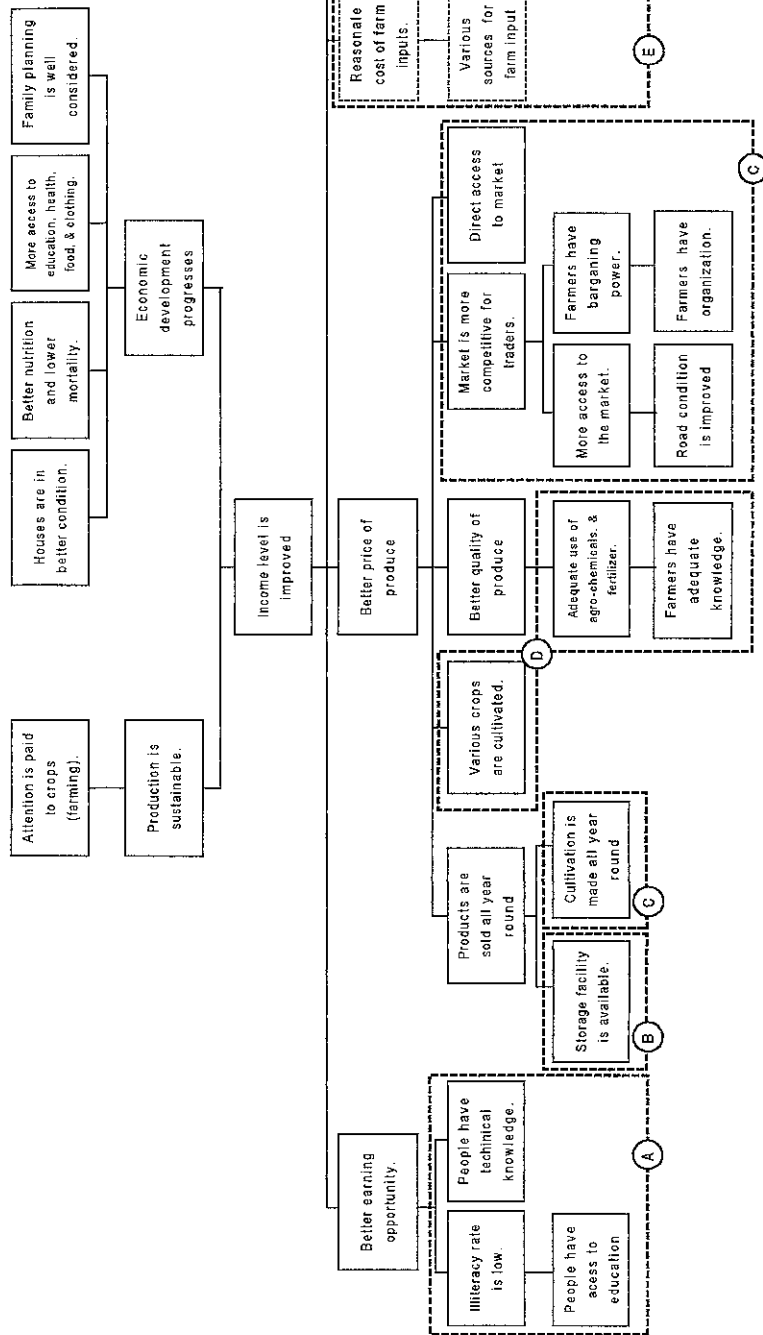 Attention is paid
to crops
(farming).
Houses are in
better condition.
Better nutrition
and lower
mortality.
More access to
education, health,
food, & clothing.
Family planning
is well
considered.
Production is
sustainable.
Economic
development
progresses
Income level is
improved
Better earning
opportunity.
Better price of
produce
Reasonate
cost of farm
inputs.
Illiteracy rate
is low.
People have
techinical
knowledge.
Products are
sold all year
round
Various crops
are cultivated.
Better quality of
produce
Market is more
competitive for
traders.
Direct access
to market
Various
sources for
farm input
People have
acess to
education
Storage facility
is available.
Cultivation is
made all year
round
Adequate use of
agro-chemicals. &
fertilizer.
More access to
the market.
Farmers have
barganing
power.
Farmers have
adequate
knowledge.
Road condition
is improved
Farmers have
organization.
A
B
C
D
C
E